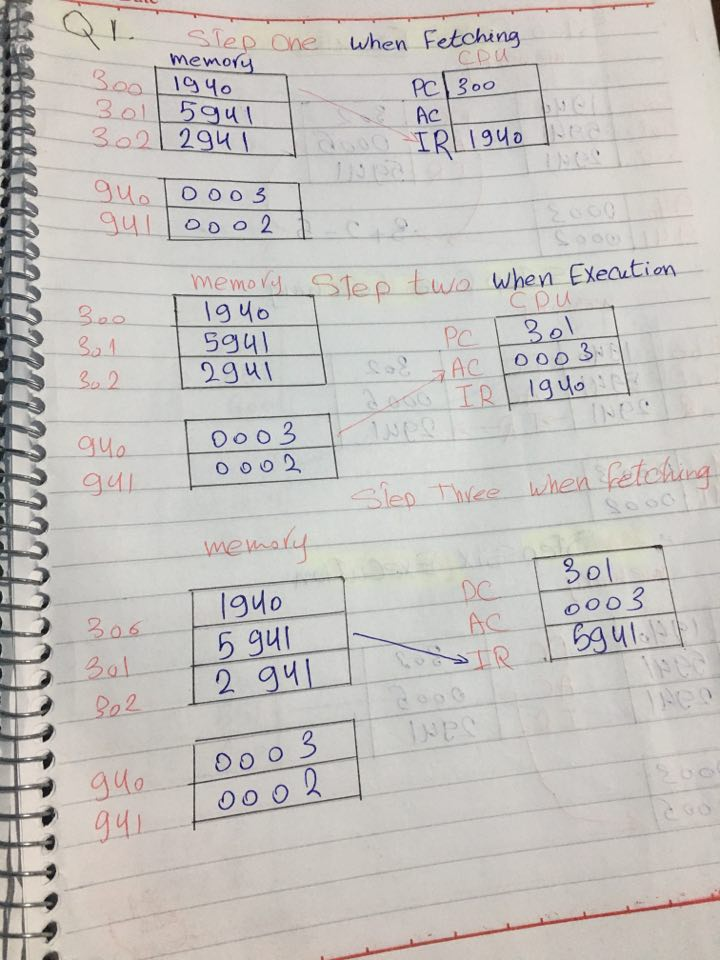 Q1. Step One when Fetching
memory CPU
300 1940 PC 300
301 5941 AC
302 2941 IR 1940
940 0003
941 0002
memory Step two when Execution
CPU
300 1940 PC 301
301 5941 AC 0003
302 2941 IR 1940
940 0003
941 0002
Step Three when fetching
memory
1940 PC 301
300 5941 AC 0003
301 2941 IR 5941
302
940 0003
941 0002